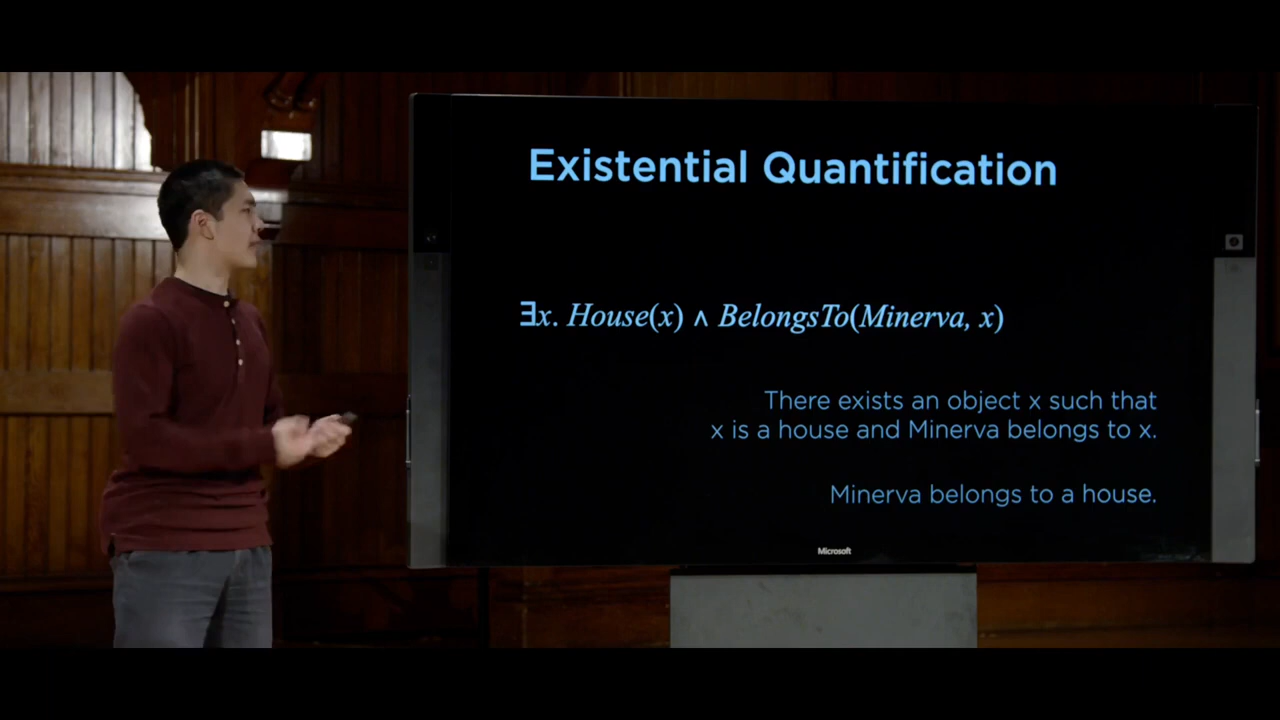 Existential Quantification
∃x. House(x) ∧ BelongsTo(Minerva, x)
There exists an object x such that
x is a house and Minerva belongs to x.
Minerva belongs to a house.
Microsoft